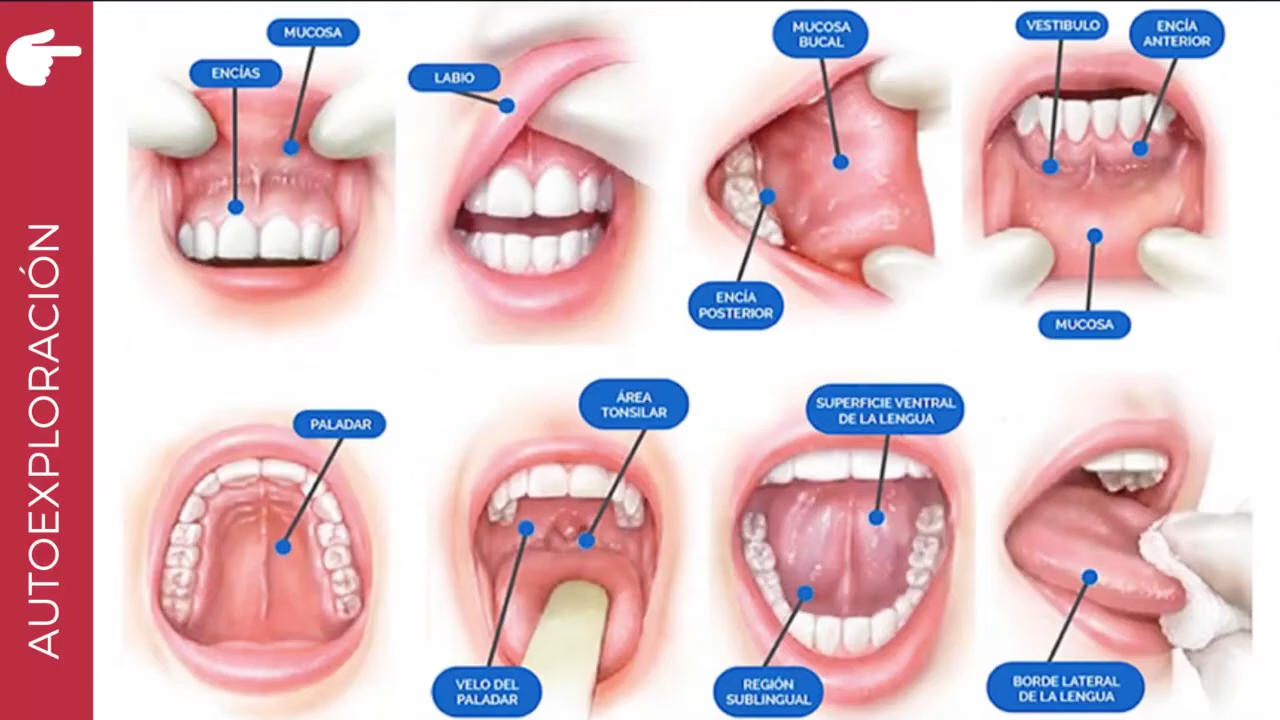 AUTOEXPLORACIÓN
MUCOSA
ENCÍAS
LABIO
MUCOSA
BUCAL
ENCÍA
POSTERIOR
VESTIBULO
ENCÍA
ANTERIOR
MUCOSA
PALADAR
ÁREA
TONSILAR
VELO DEL
PALADAR
SUPERFICIE VENTRAL
DE LA LENGUA
REGIÓN
SUBLINGUAL
BORDE LATERAL
DE LA LENGUA